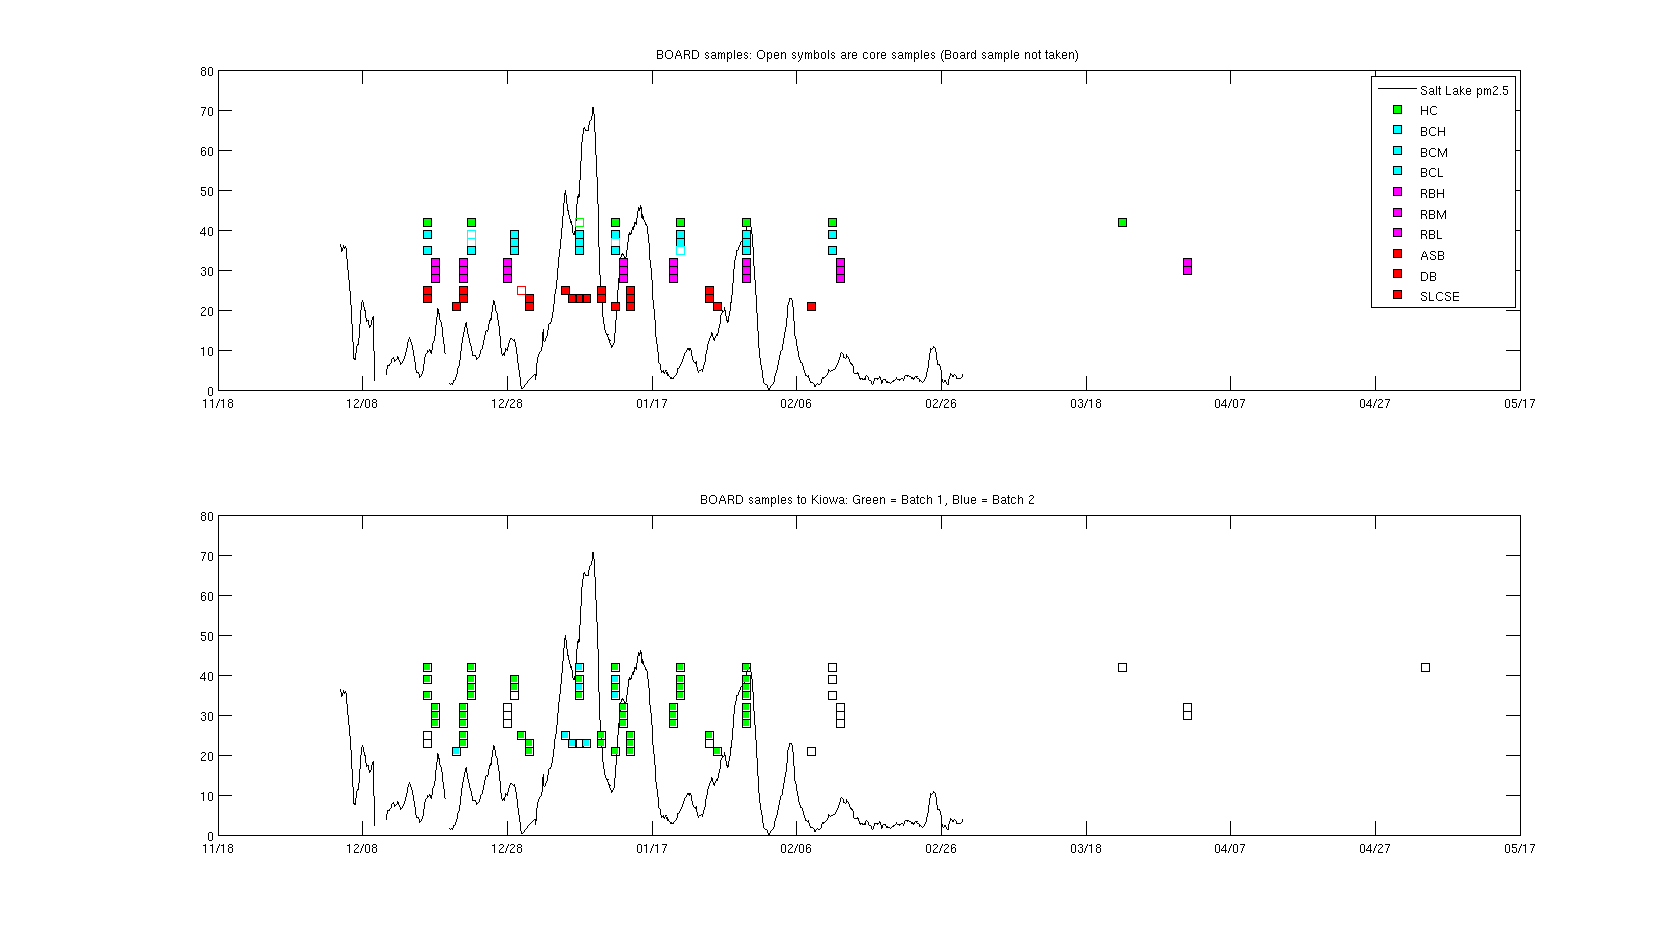 BOARD samples: Open symbols are core samples (Board sample not taken)
80
70
60
50
40
30
20
10
0
11/18 12/08 12/28 01/17 02/06 02/26 03/18 04/07 04/27 05/17
Salt Lake pm2.5
HC
BCH
BCM
BCL
RBH
RBM
RBL
ASB
DB
SLCSE
BOARD samples to Kiowa: Green = Batch 1, Blue = Batch 2
80
70
60
50
40
30
20
10
0
11/18 12/08 12/28 01/17 02/06 02/26 03/18 04/07 04/27 05/17